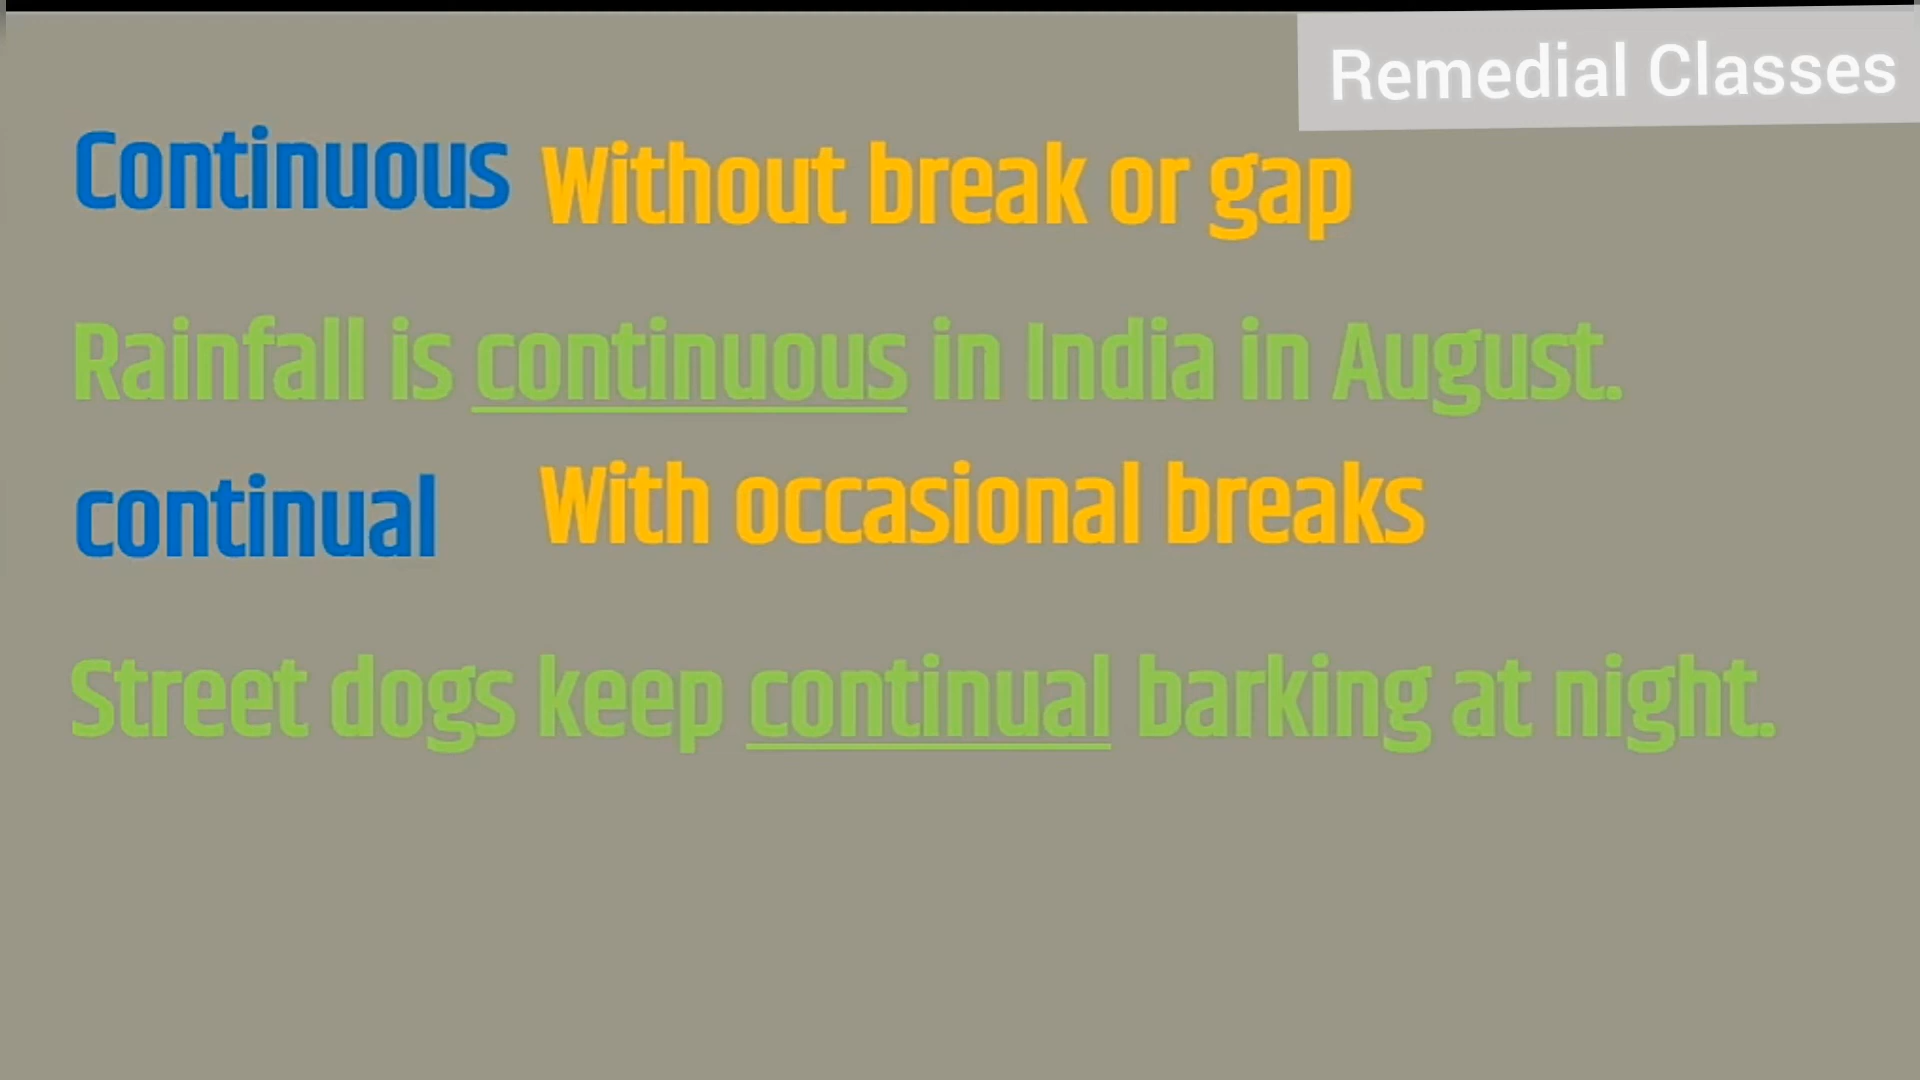 Remedial Classes
Continuous Without break or gap
Rainfall is continuous in India in August.
continual With occasional breaks
Street dogs keep continual barking at night.